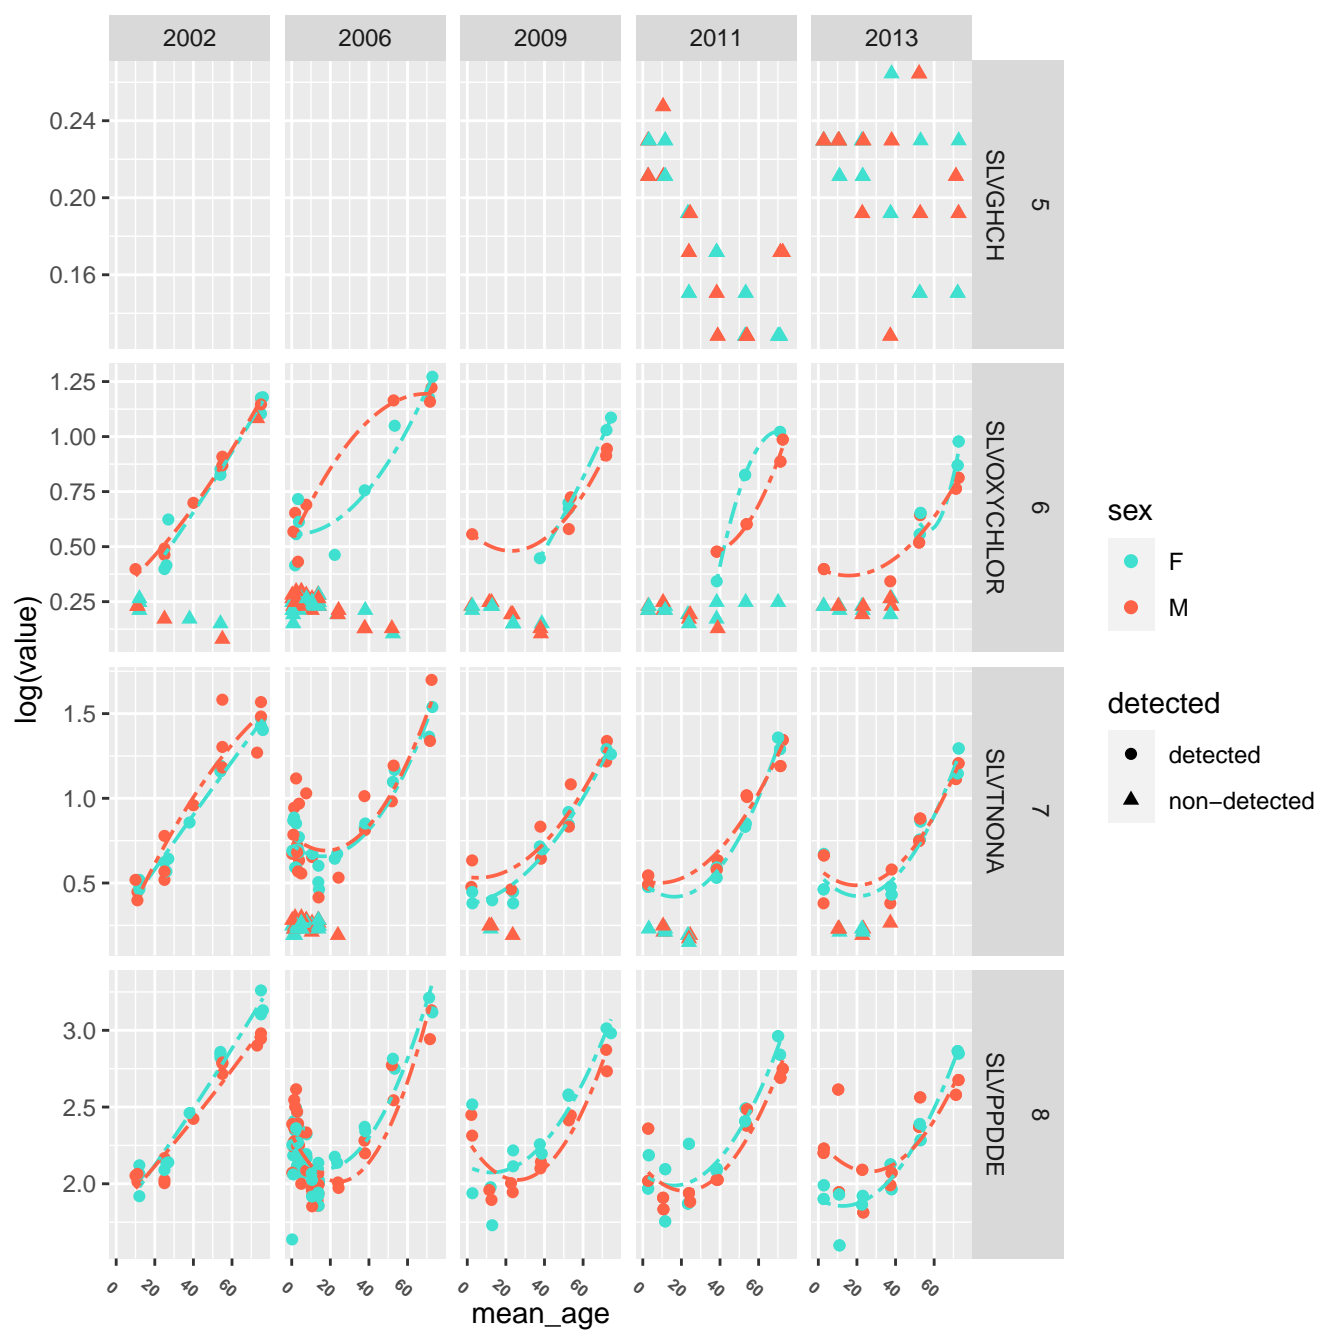 2002 2006 2009 2011 2013
0.24
0.20
0.16
SLVGHCH 5
1.25
1.00
0.75
0.50
0.25
SLVOXYCHLOR 6
1.5
1.0
0.5
SLVTNONA 7
3.0
2.5
2.0
SLVPPDDE 8
log(value)
0 20 40 60 0 20 40 60 0 20 40 60 0 20 40 60 0 20 40 60
mean_age
sex
F
M
detected
detected
non−detected